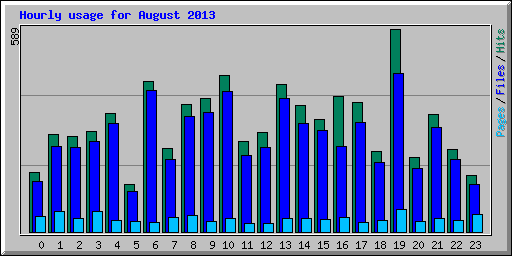 Hourly usage for August 2013
589
Pages/Files/Hits
0 1 2 3 4 5 6 7 8 9 10 11 12 13 14 15 16 17 18 19 20 21 22 23